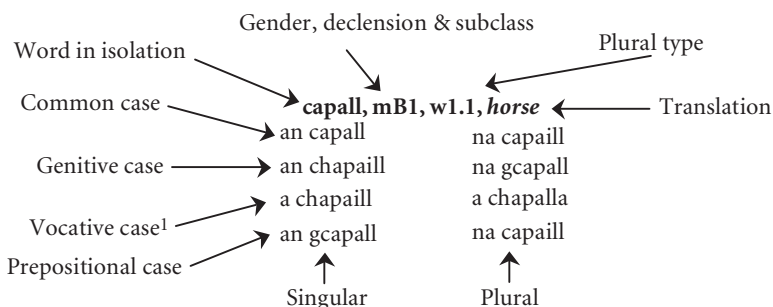 Gender, declension & subclass
Word in isolation
Plural type
capall, mB1, w1.1, horse
Translation
Common case
an capall
na capaill
Genitive case
an chapaill
na gcapall
Vocative case1
a chapaill
a chapalla
Prepositional case
an gcapall
na capaill
Singular
Plural